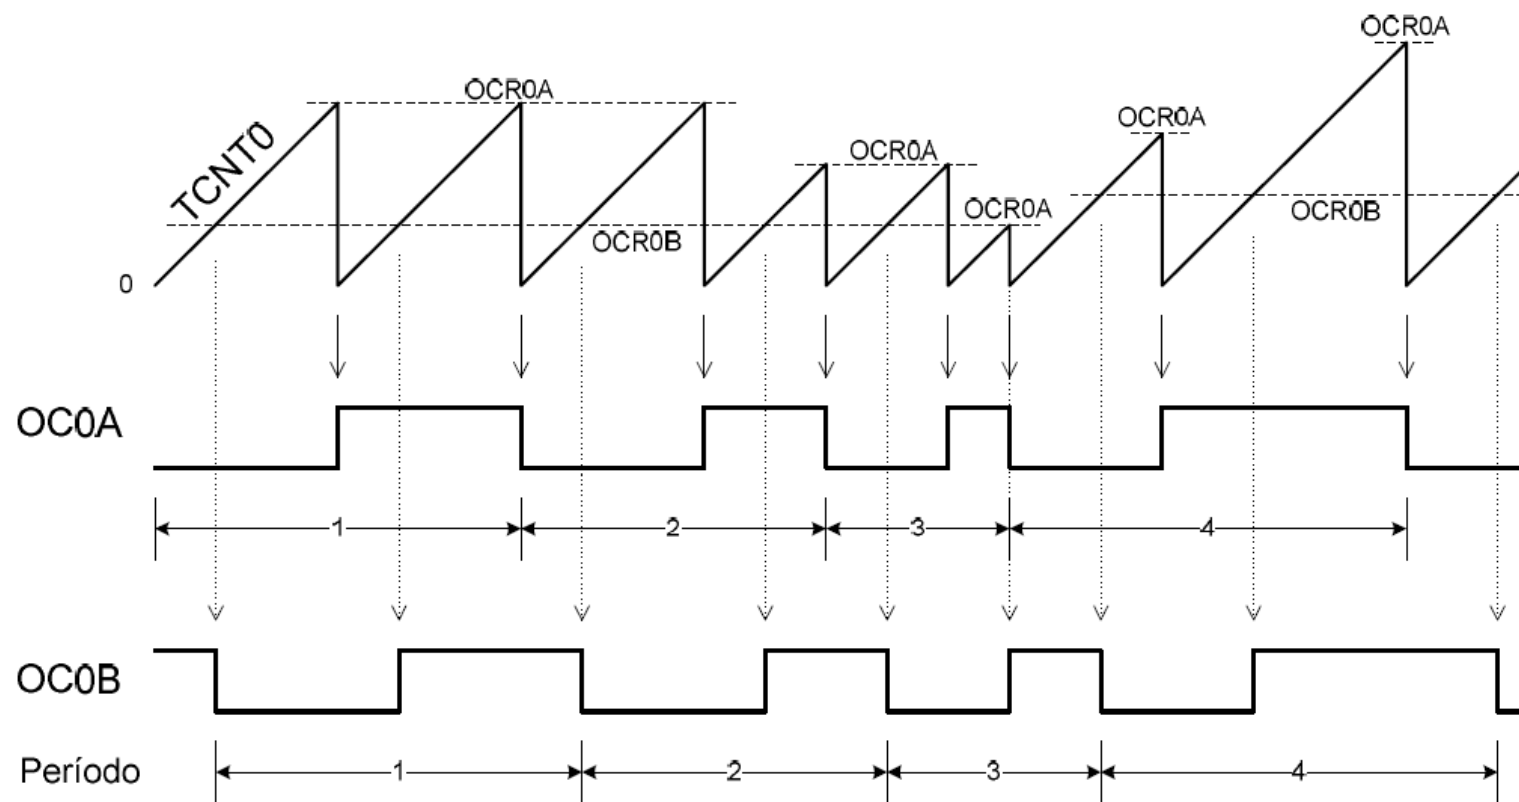 OCR0A
OCR0A
OCR0A
TCNT0
OCR0A
OCR0A
OCR0B
OCR0B
0
OC0A
1 2 3 4
OC0B
Período 1 2 3 4